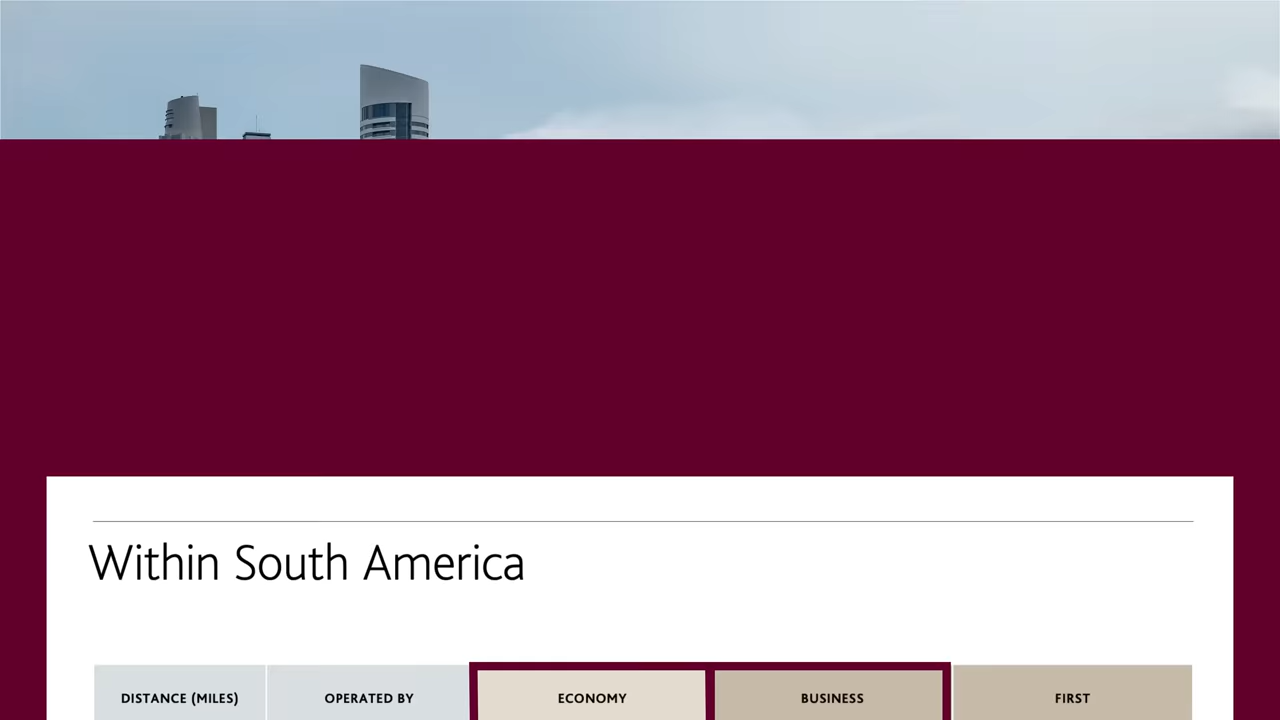 Within South America
DISTANCE (MILES) OPERATED BY ECONOMY BUSINESS FIRST